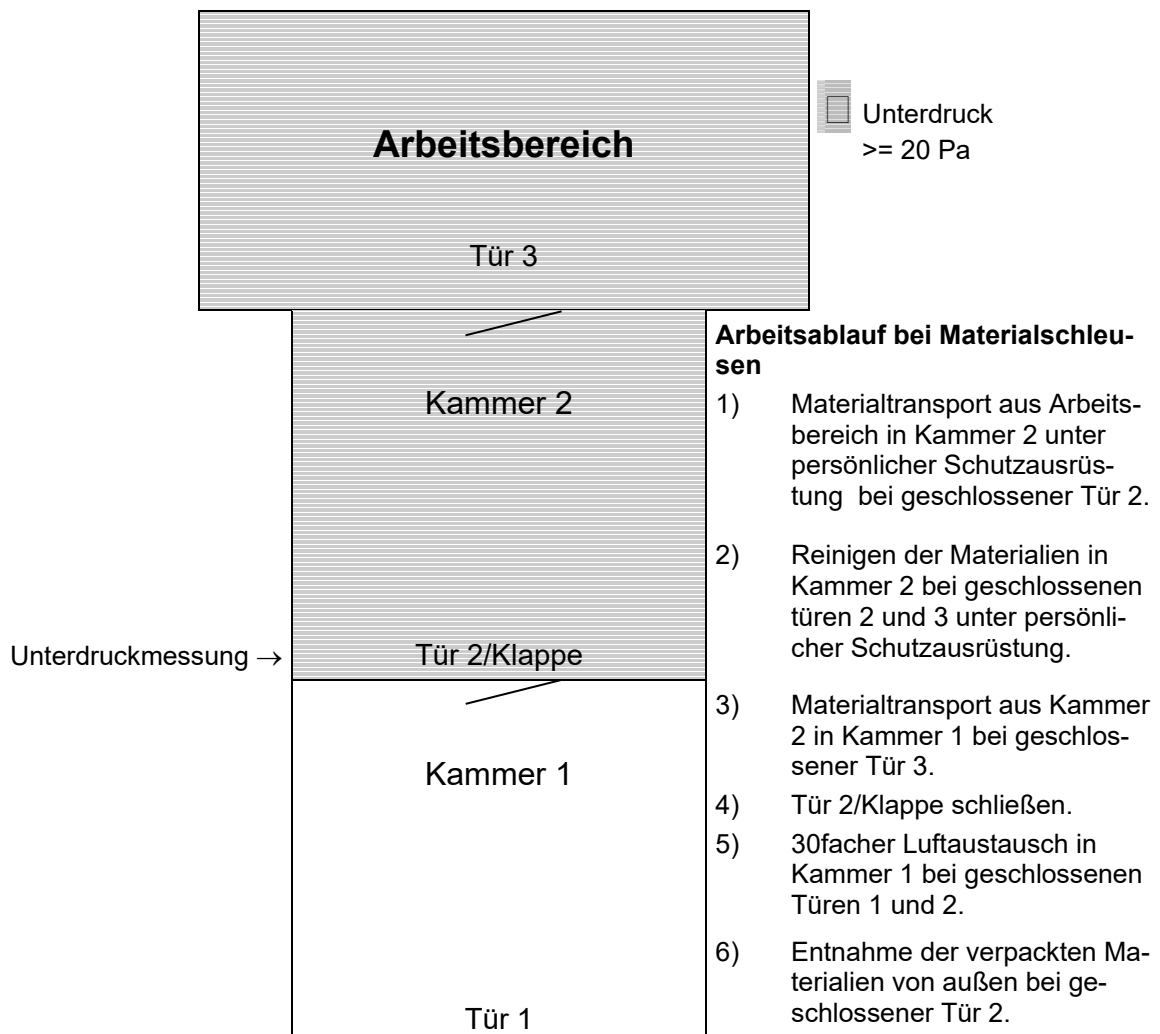 Arbeitsbereich
Unterdruck
>= 20 Pa
Tür 3
Kammer 2
Unterdruckmessung →
Tür 2/Klappe
Kammer 1
Tür 1
Arbeitsablauf bei Materialschleu-
sen
1) Materialtransport aus Arbeits-
bereich in Kammer 2 unter
persönlicher Schutzausrüs-
tung bei geschlossener Tür 2.
2) Reinigen der Materialien in
Kammer 2 bei geschlossenen
türen 2 und 3 unter persönli-
cher Schutzausrüstung.
3) Materialtransport aus Kammer
2 in Kammer 1 bei geschlos-
sener Tür 3.
4) Tür 2/Klappe schließen.
5) 30facher Luftaustausch in
Kammer 1 bei geschlossenen
Türen 1 und 2.
6) Entnahme der verpackten Ma-
terialien von außen bei ge-
schlossener Tür 2.